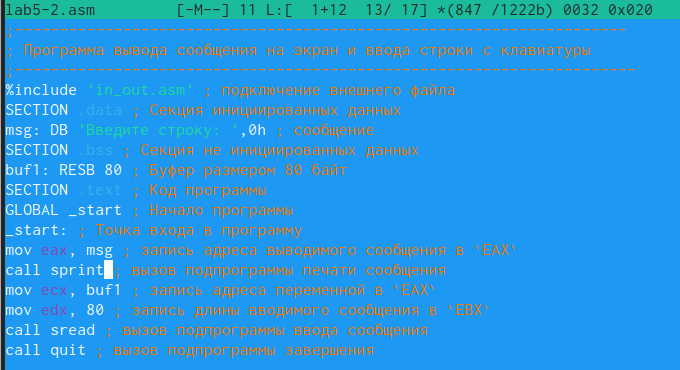 lab5-2.asm [-M--] 11 L:[ 1+12 13/ 17] *(847 /1222b) 0032 0x020
;--------------------------------------------------------------------
; Программа вывода сообщения на экран и ввода строки с клавиатуры
;---------------------------------------------------------------------
%include 'in_out.asm' ; подключение внешнего файла
SECTION .data ; Секция инициированных данных
msg: DB 'Введите строку: ',0h ; сообщение
SECTION .bss ; Секция не инициированных данных
buf1: RESB 80 ; Буфер размером 80 байт
SECTION .text ; Код программы
GLOBAL _start ; Начало программы
_start: ; Точка входа в программу
mov eax, msg ; запись адреса выводимого сообщения в `EAX`
call sprint ; вызов подпрограммы печати сообщения
mov ecx, buf1 ; запись адреса переменной в `EAX`
mov edx, 80 ; запись длины вводимого сообщения в `EBX`
call sread ; вызов подпрограммы ввода сообщения
call quit ; вызов подпрограммы завершения